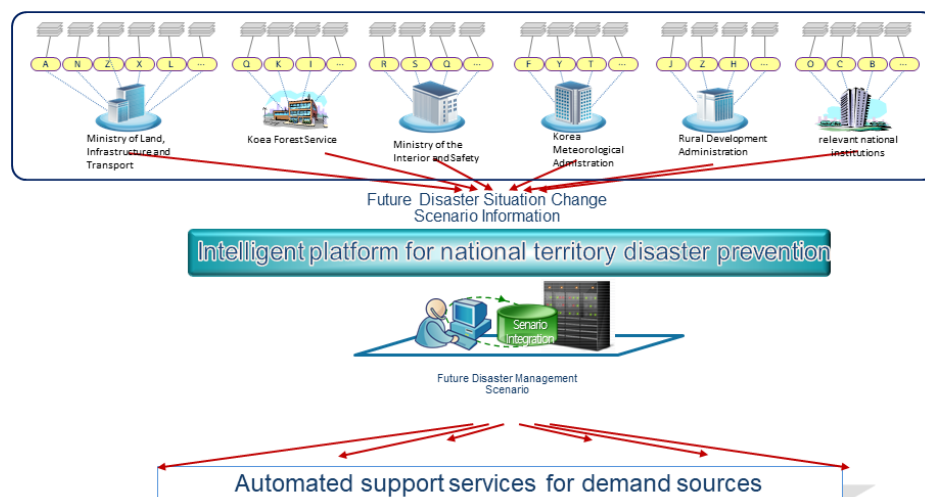 A N Z X L ...
Q K I ...
R S Q ...
F Y T ...
J Z H ...
O C B ...
Ministry of Land,
Infrastructure and
Transport
Koea Forest Service
Ministry of the
Interior and Safety
Korea
Meteorological
Admistration
Rural Development
Administration
relevant national
institutions
Future Disaster Situation Change
Scenario Information
Intelligent platform for national territory disaster prevention
Senario
Integration
Future Disaster Management
Scenario
Automated support services for demand sources